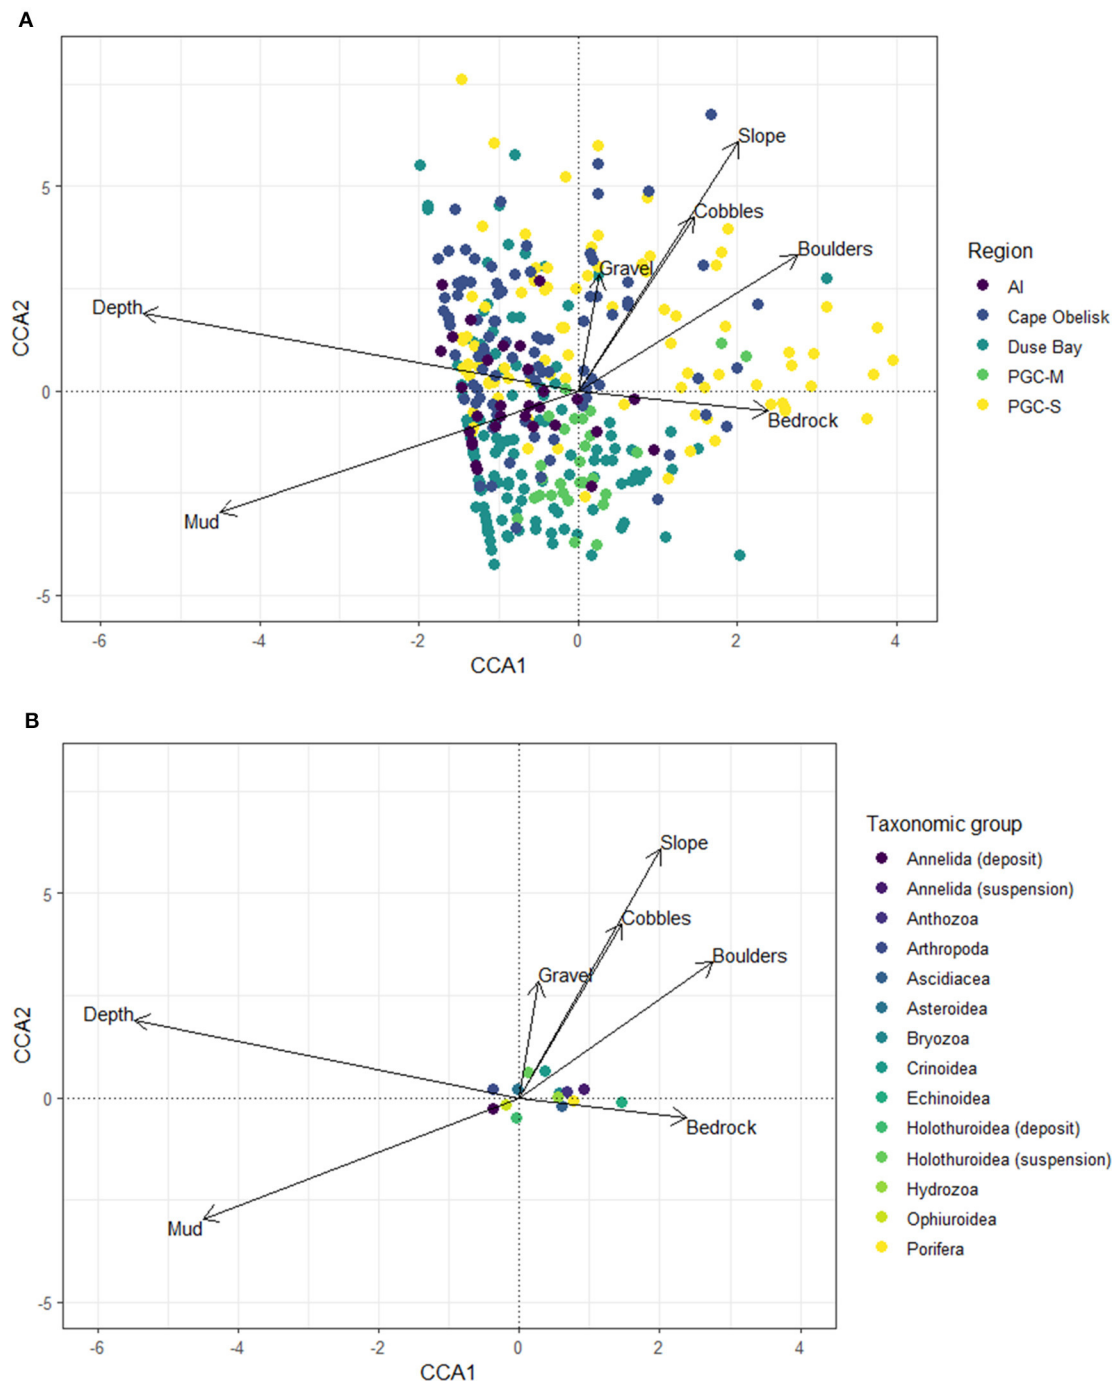 A
Slope
Cobbles
Boulders
Gravel
Depth
Bedrock
Mud
CCA2
5
0
-5
-6
-4
-2
0
2
4
CCA1
Region
AI
Cape Obelisk
Duse Bay
PGC-M
PGC-S
B
Slope
Cobbles
Boulders
Gravel
Depth
Bedrock
Mud
CCA2
5
0
-5
-6
-4
-2
0
2
4
CCA1
Taxonomic group
Annelida (deposit)
Annelida (suspension)
Anthozoa
Arthropoda
Ascidiacea
Asteroidea
Bryozoa
Crinoidea
Echinoidea
Holothuroidea (deposit)
Holothuroidea (suspension)
Hydrozoa
Ophiuroidea
Porifera